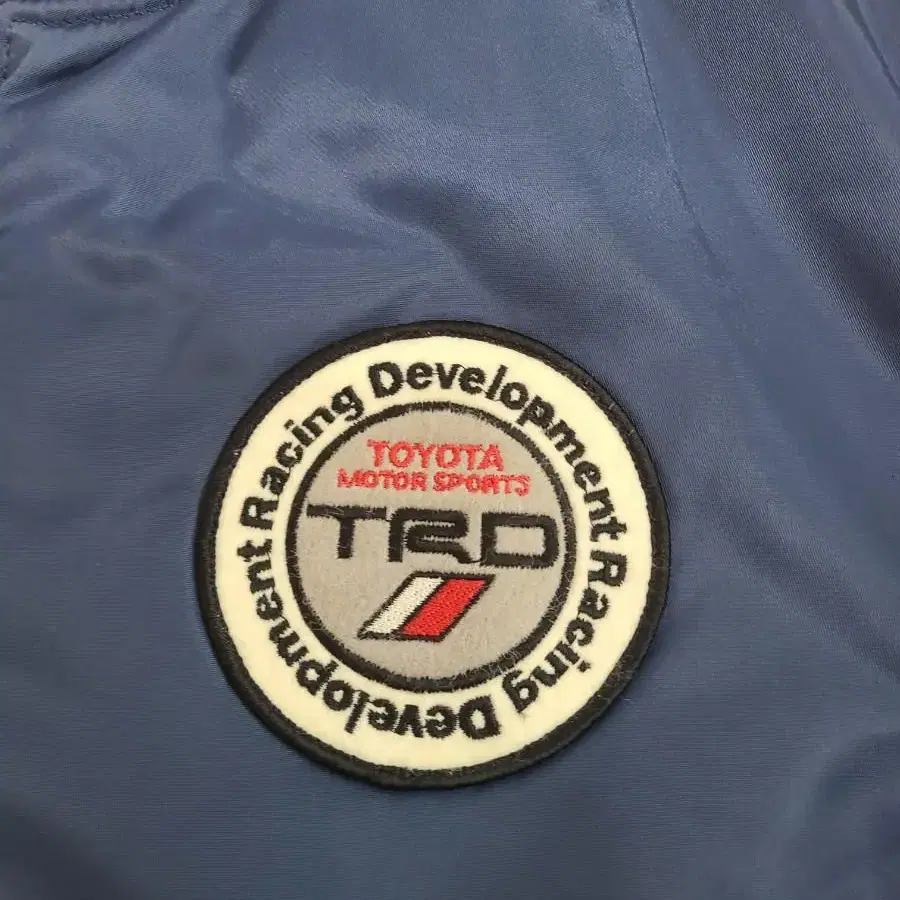 Racing Development Racing Development
TOYOTA
MOTOR SPORTS
TRD